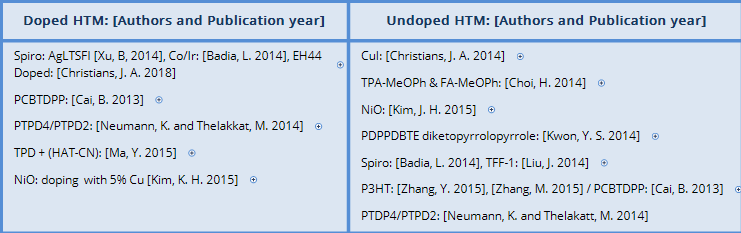 Doped HTM: [Authors and Publication year]
Undoped HTM: [Authors and Publication year]
Spiro: AgLTSFI [Xu, B, 2014], Co/Ir: [Badia, L. 2014], EH44
Doped: [Christians, J. A. 2018]
PCBTDPP: [Cai, B. 2013]
PTPD4/PTPD2: [Neumann, K. and Thelakkat, M. 2014]
TPD + (HAT-CN): [Ma, Y. 2015]
NiO: doping with 5% Cu [Kim, K. H. 2015]
CuI: [Christians, J. A. 2014]
TPA-MeOPh & FA-MeOPh: [Choi, H. 2014]
NiO: [Kim, J. H. 2015]
PDPPDBTE diketopyrrolopyrrole: [Kwon, Y. S. 2014]
Spiro: [Badia, L. 2014], TFF-1: [Liu, J. 2014]
P3HT: [Zhang, Y. 2015], [Zhang, M. 2015] / PCBTDPP: [Cai, B. 2013]
PTDP4/PTPD2: [Neumann, K. and Thelakatt, M. 2014]